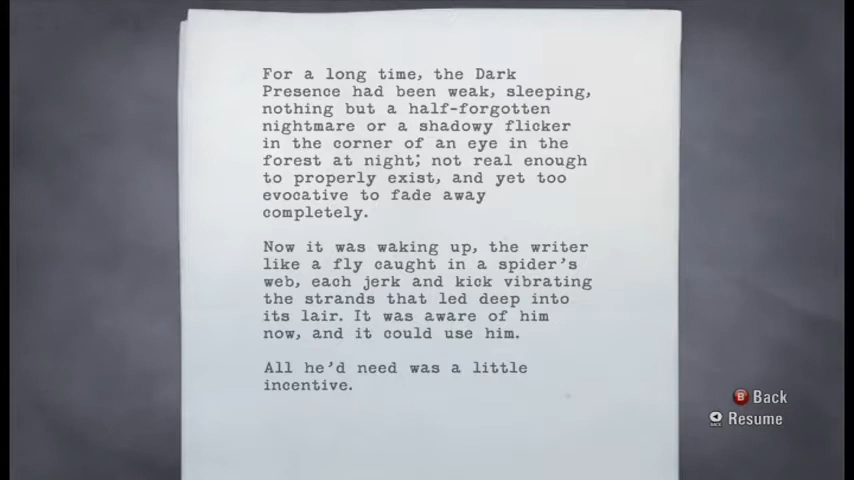 For a long time, the Dark
Presence had been weak, sleeping,
nothing but a half-forgotten
nightmare or a shadowy flicker
in the corner of an eye in the
forest at night; not real enough
to properly exist, and yet too
evocative to fade away
completely.
Now it was waking up, the writer
like a fly caught in a spider's
web, each jerk and kick vibrating
the strands that led deep into
its lair. It was aware of him
now, and it could use him.
All he'd need was a little
incentive.
B Back
BACK Resume